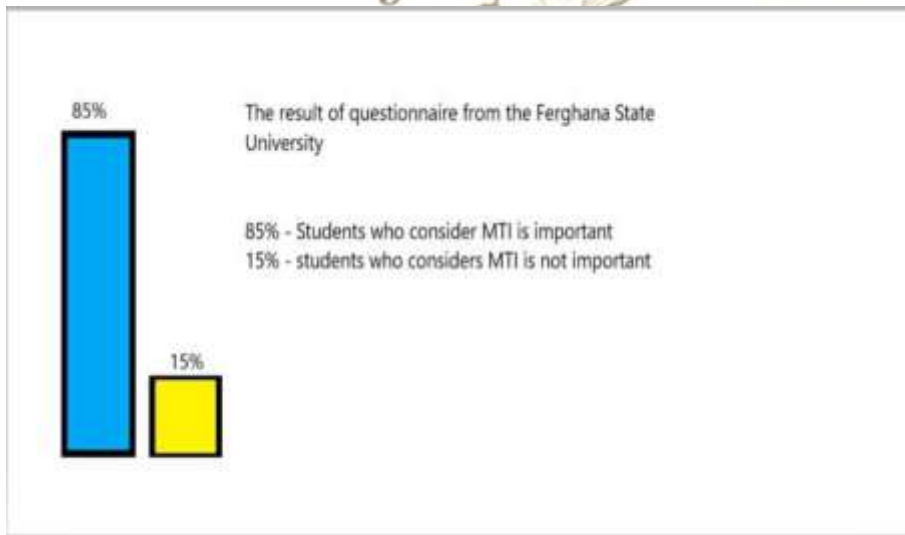 85%
The result of questionnaire from the Ferghana State
University
85% - Students who consider MTI is important
15% - students who considers MTI is not important
15%